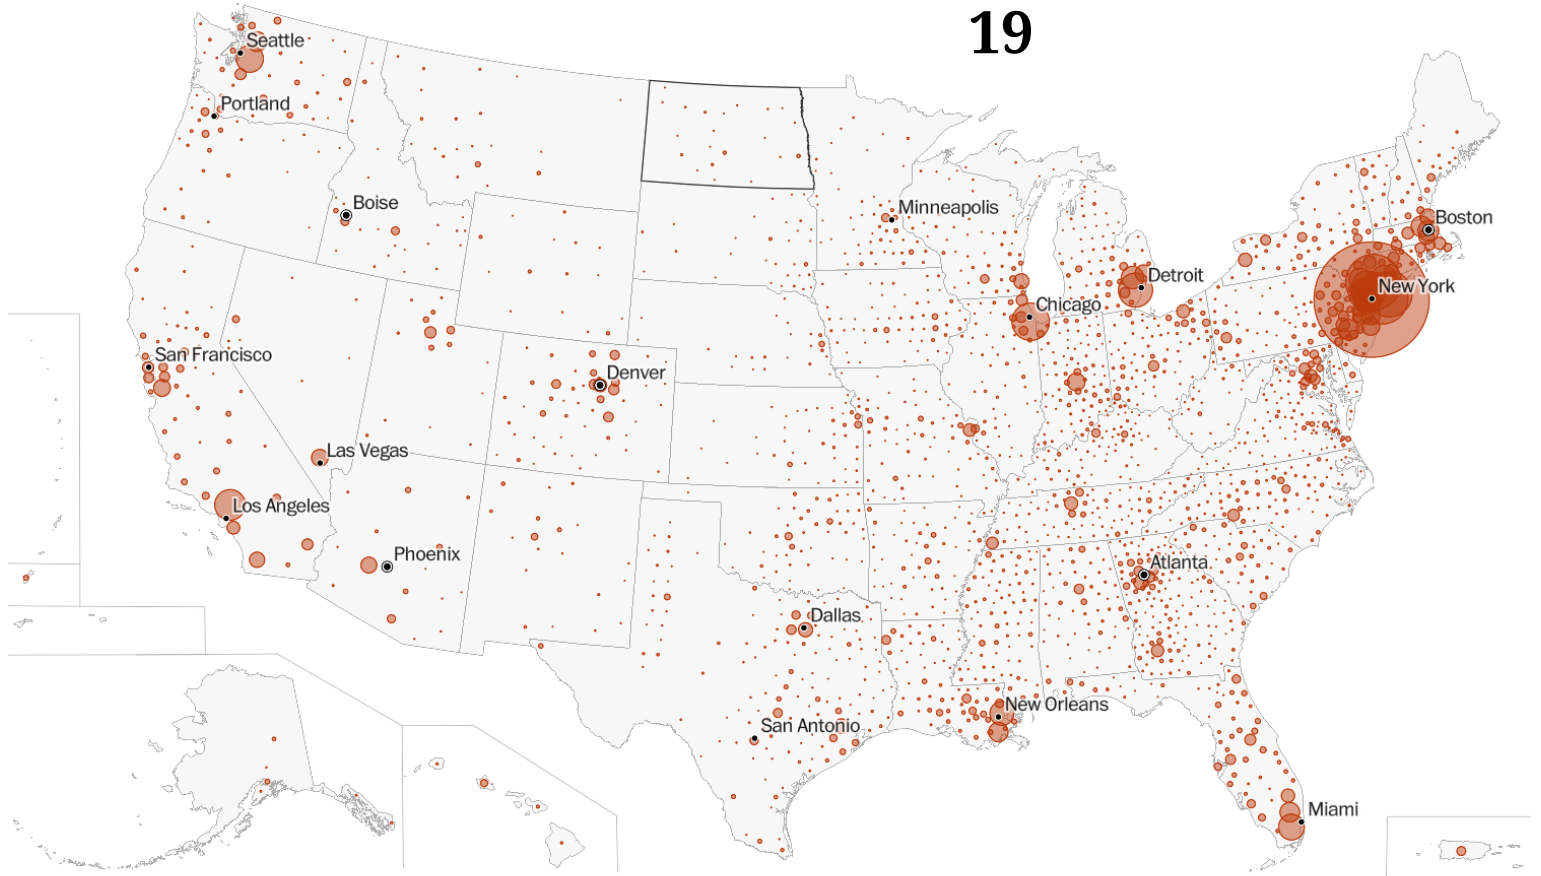 19
Seattle
Portland
Boise
Minneapolis
Boston
Detroit
New York
Chicago
San Francisco
Denver
Las Vegas
Los Angeles
Phoenix
Atlanta
Dallas
New Orleans
San Antonio
Miami